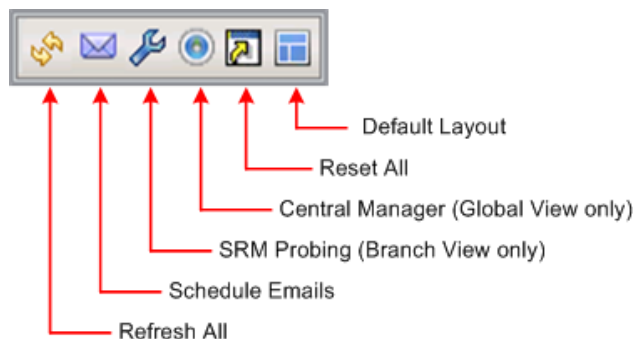 Default Layout
Reset All
Central Manager (Global View only)
SRM Probing (Branch View only)
Schedule Emails
Refresh All